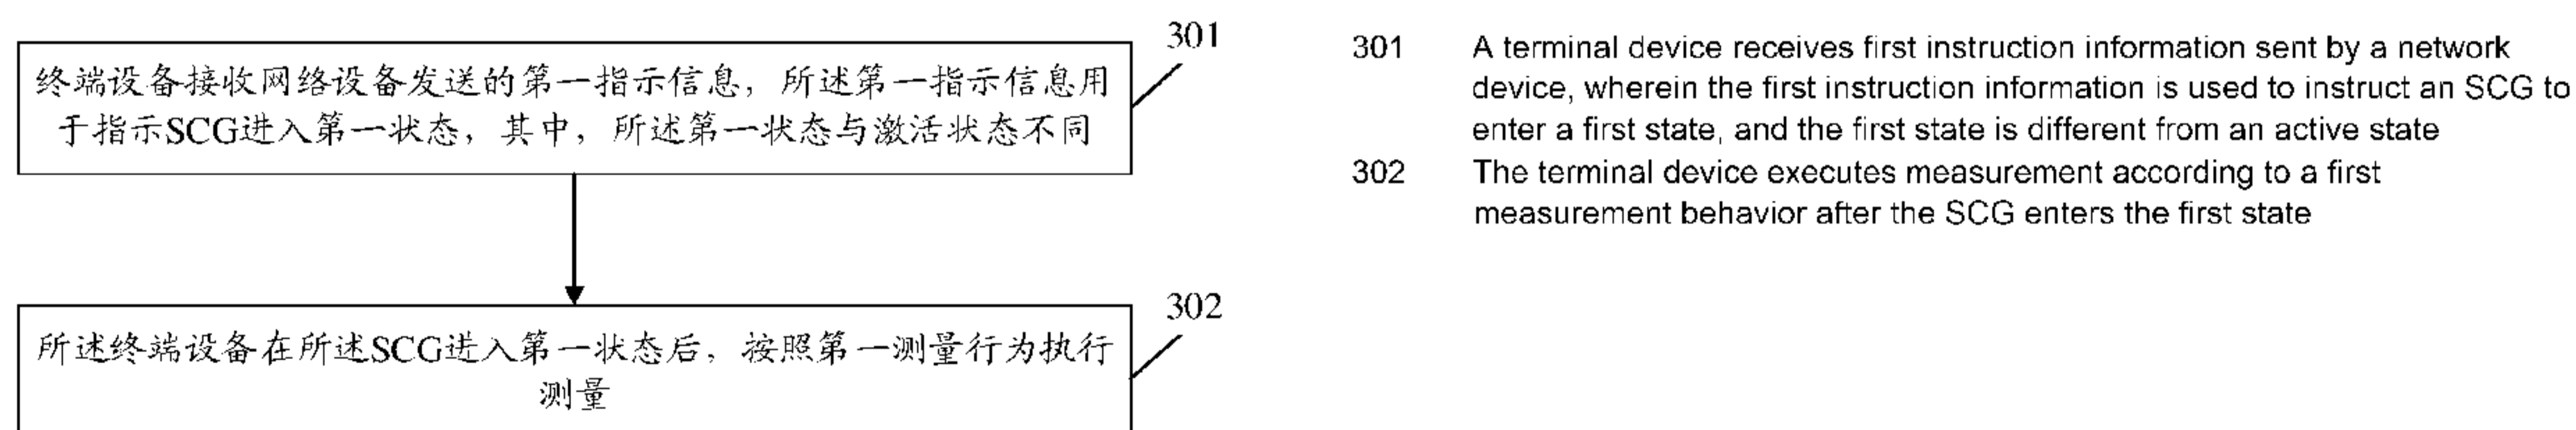 301
终端设备接收网络设备发送的第一指示信息，所述第一指示信息用
于指示SCG进入第一状态，其中，所述第一状态与激活状态不同
302
所述终端设备在所述SCG进入第一状态后，按照第一测量行为执行
测量
301 A terminal device receives first instruction information sent by a network
device, wherein the first instruction information is used to instruct an SCG to
enter a first state, and the first state is different from an active state
302 The terminal device executes measurement according to a first
measurement behavior after the SCG enters the first state